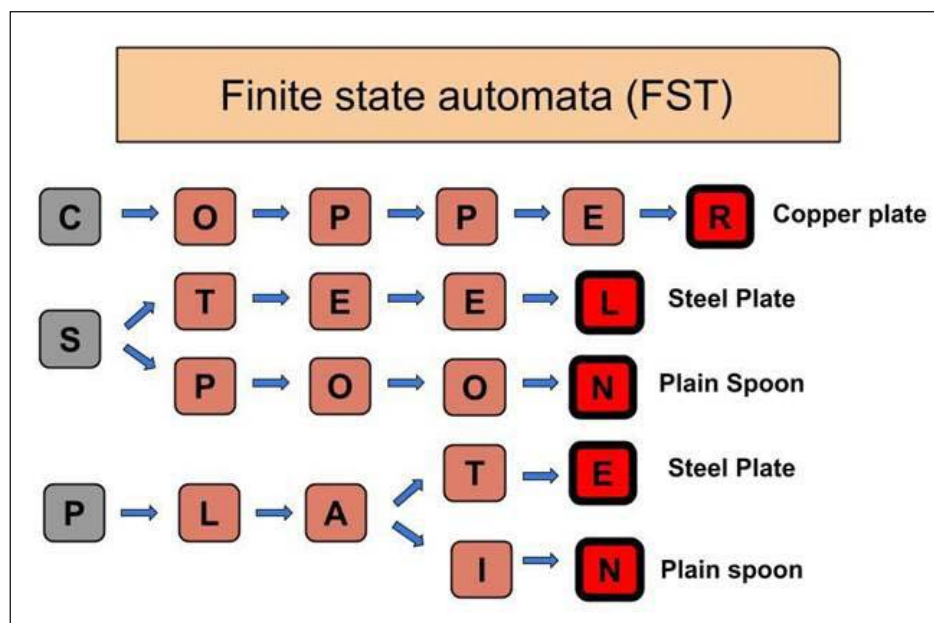 Finite state automata (FST)
C O P P E R Copper plate
T E E L Steel Plate
S
P O O N Plain Spoon
T E Steel Plate
P L A
I N Plain spoon